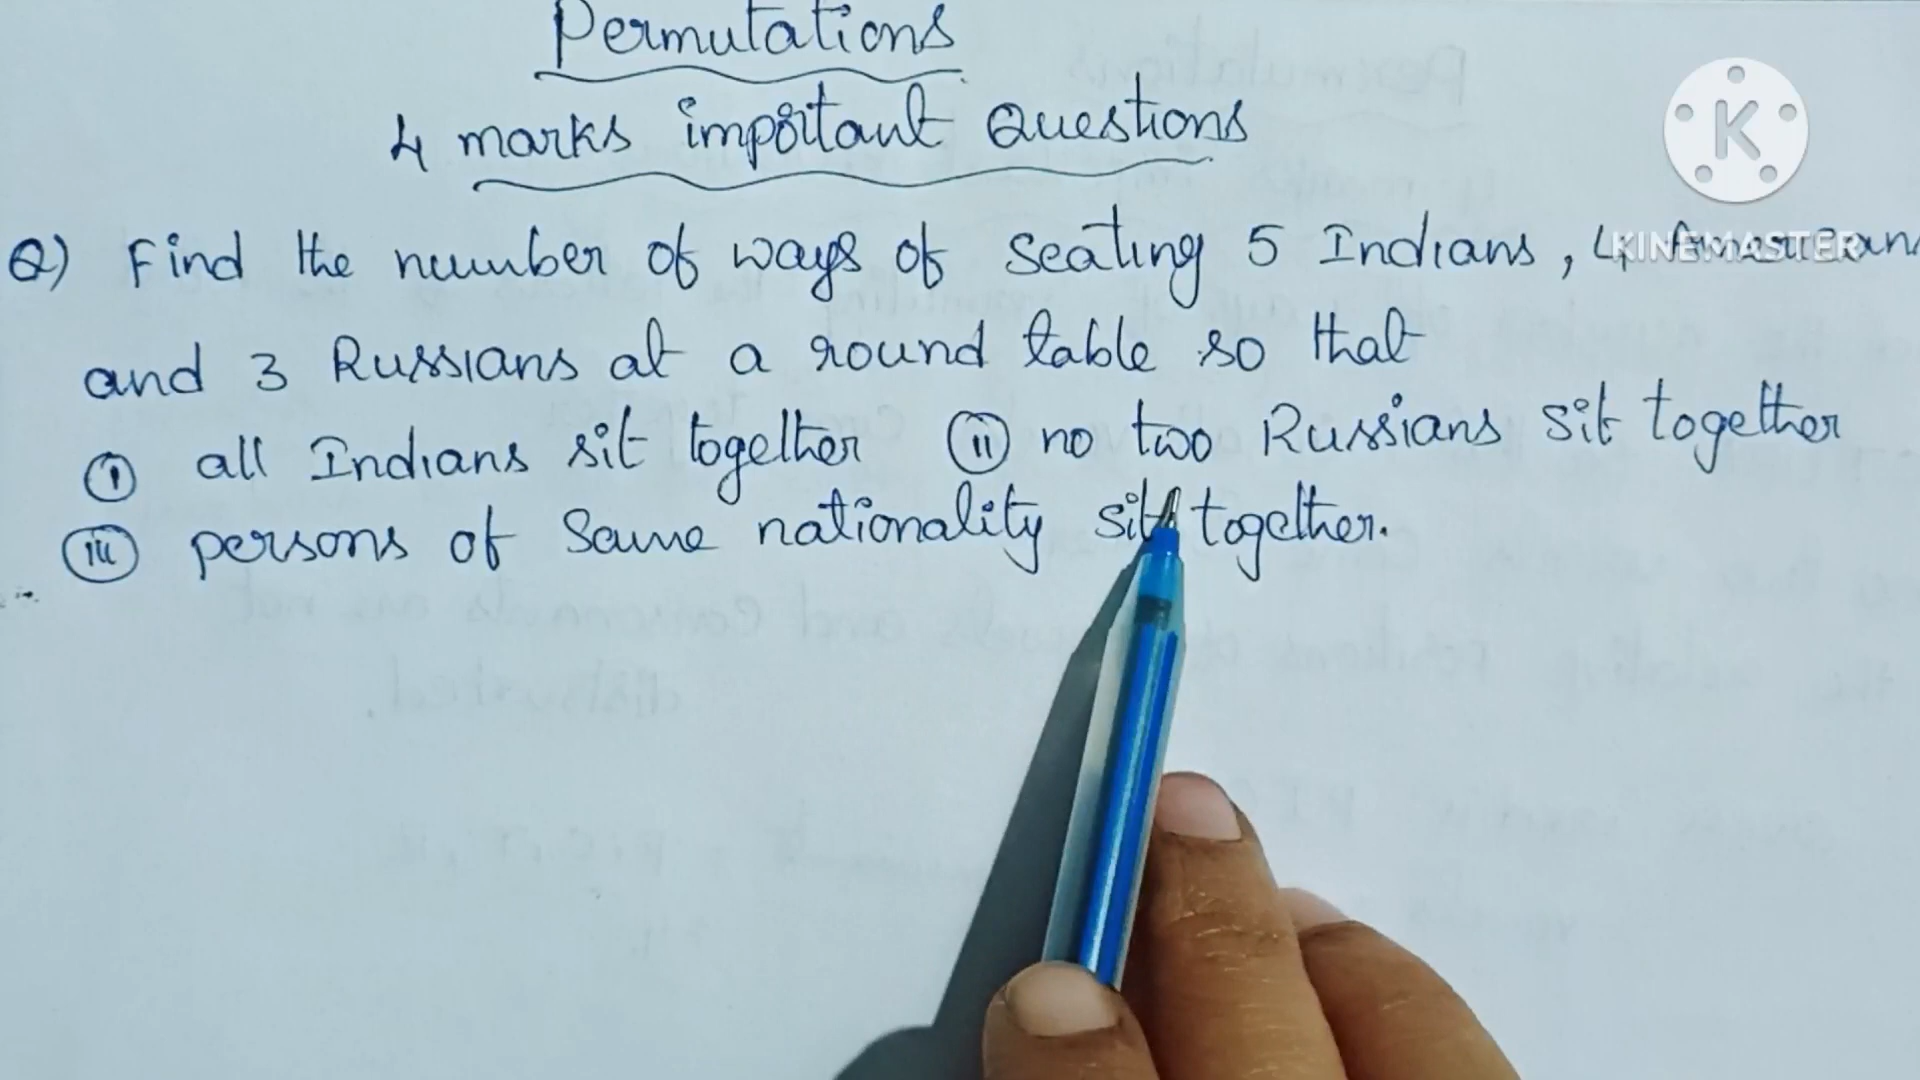 Permutations
4 marks important Questions
K
KINEMASTER
Q) Find the number of ways of seating 5 Indians, 4 Americans
and 3 Russians at a round table so that
(i) all Indians sit together (ii) no two Russians sit together
(iii) persons of same nationality sit together.